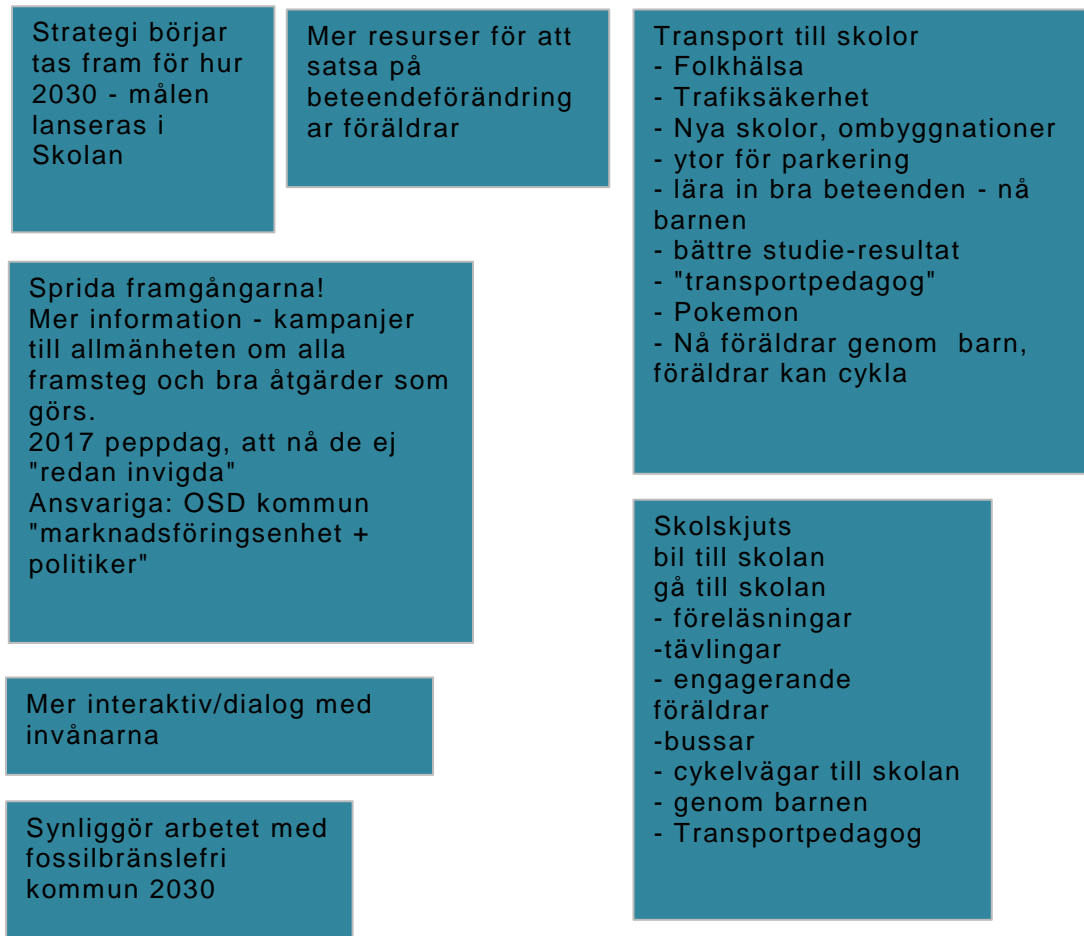 Strategi börjar
tas fram för hur
2030 - målen
lanseras i
Skolan
Mer resurser för att
satsa på
beteendeförändring
ar föräldrar
Transport till skolor
- Folkhälsa
- Trafiksäkerhet
- Nya skolor, ombyggnationer
- ytor för parkering
- lära in bra beteenden - nå
barnen
- bättre studie-resultat
- "transportpedagog"
- Pokemon
- Nå föräldrar genom  barn,
föräldrar kan cykla
Sprida framgångarna!
Mer information - kampanjer
till allmänheten om alla
framsteg och bra åtgärder som
görs.
2017 peppdag, att nå de ej
"redan invigda"
Ansvariga: OSD kommun
"marknadsföringsenhet +
politiker"
Skolskjuts
bil till skolan
gå till skolan
- föreläsningar
-tävlingar
- engagerande
föräldrar
-bussar
- cykelvägar till skolan
- genom barnen
- Transportpedagog
Mer interaktiv/dialog med
invånarna
Synliggör arbetet med
fossilbränslefri
kommun 2030